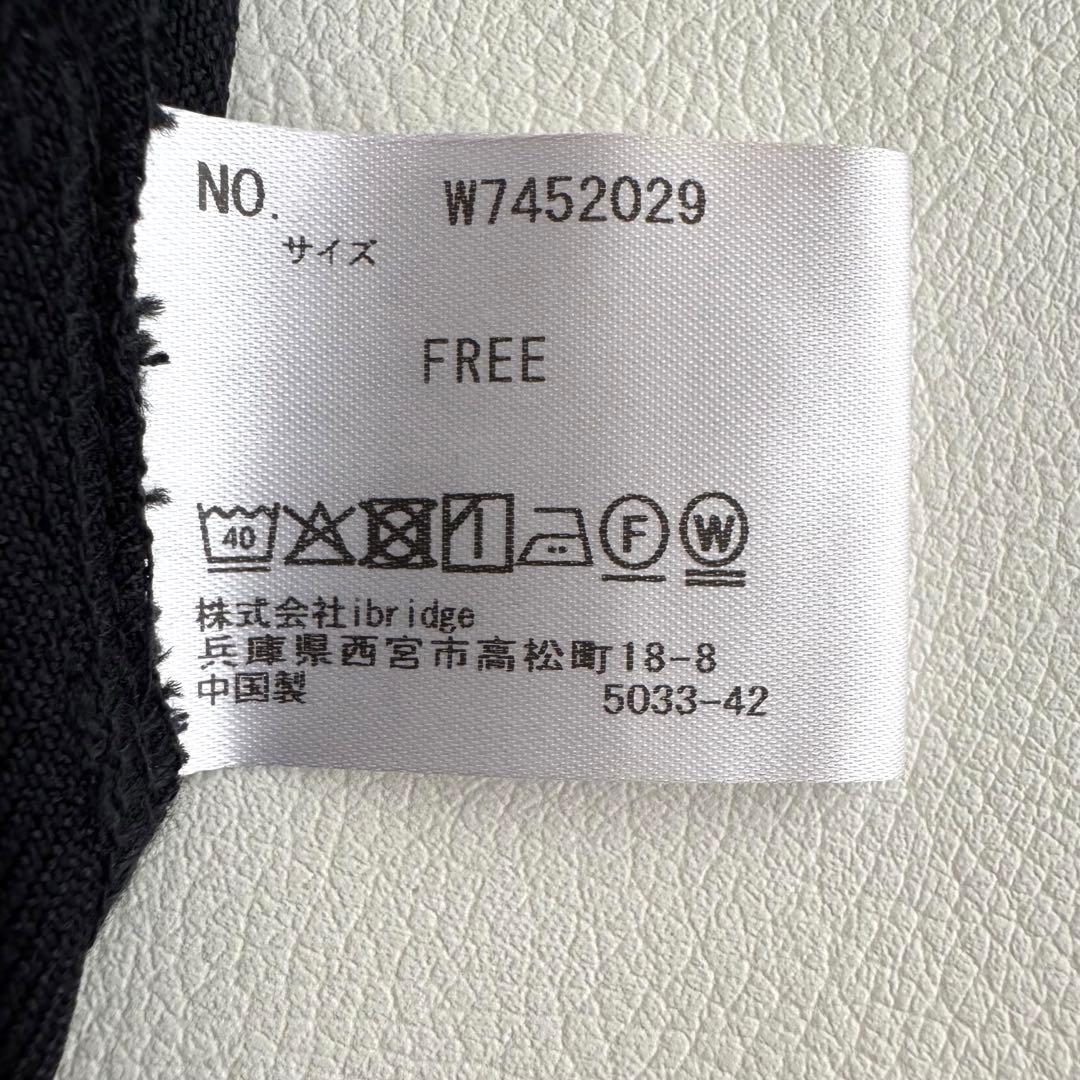 NO. W7452029
サイズ
FREE
40 F W
株式会社ibridge
兵庫県西宮市高松町18-8
中国製 5033-42